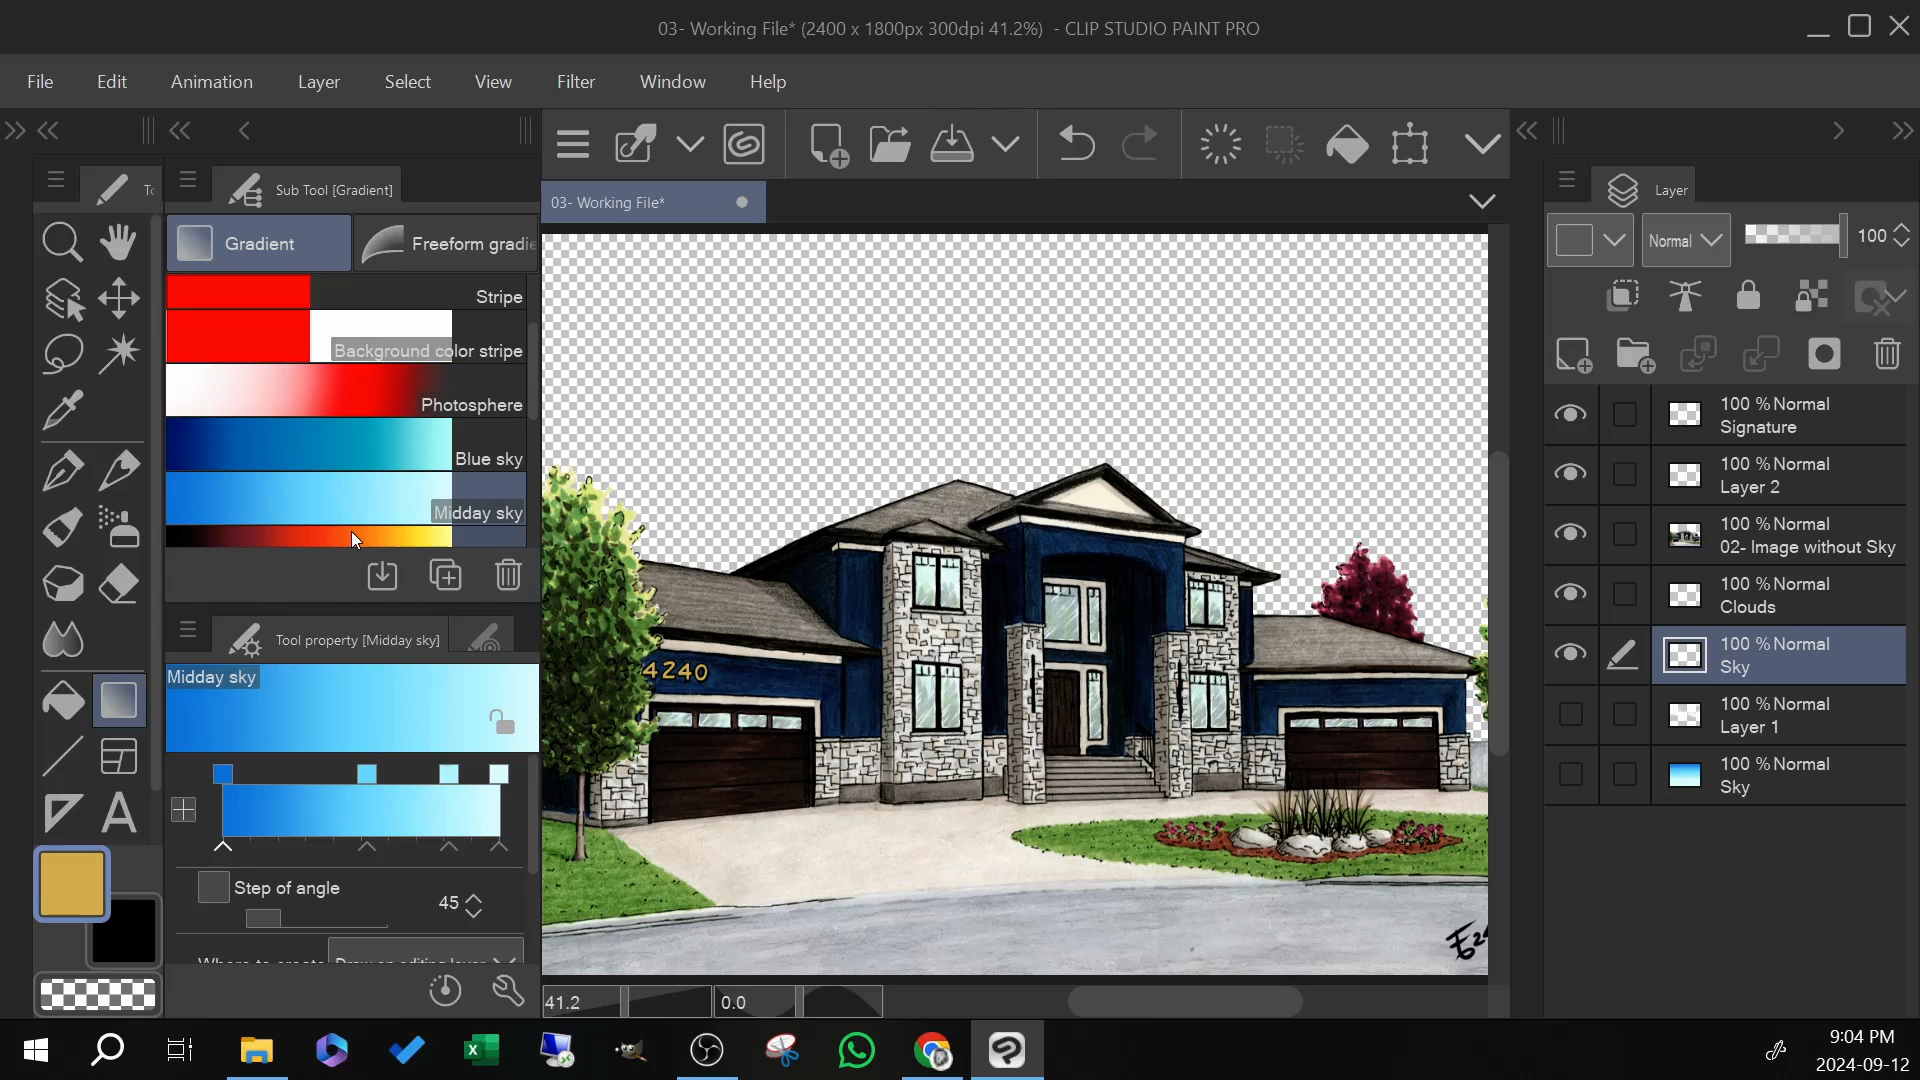 03- Working File* (2400 x 1800px 300dpi 41.2%)  - CLIP STUDIO PAINT PRO
File Edit Animation Layer Select View Filter Window Help
Sub Tool [Gradient]
Gradient
Stripe
Background color stripe
Photosphere
Blue sky
Midday sky
Tool property [Midday sky]
Midday sky
Step of angle
45
03- Working File*
4240
41.2
0.0
Layer
Normal
100
100 % Normal
Signature
100 % Normal
Layer 2
100 % Normal
02- Image without Sky
100 % Normal
Clouds
100 % Normal
Sky
100 % Normal
Layer 1
100 % Normal
Sky
9:04 PM
2024-09-12